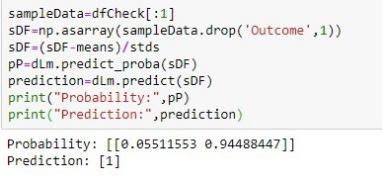 sampleData=dfCheck[:1]
sDF=np.asarray(sampleData.drop('Outcome',1))
sDF=(sDF-means)/stds
pP=dLm.predict_proba(sDF)
prediction=dLm.predict(sDF)
print("Probability:",pP)
print("Prediction:",prediction)
Probability: [[0.05511553 0.94488447]]
Prediction: [1]